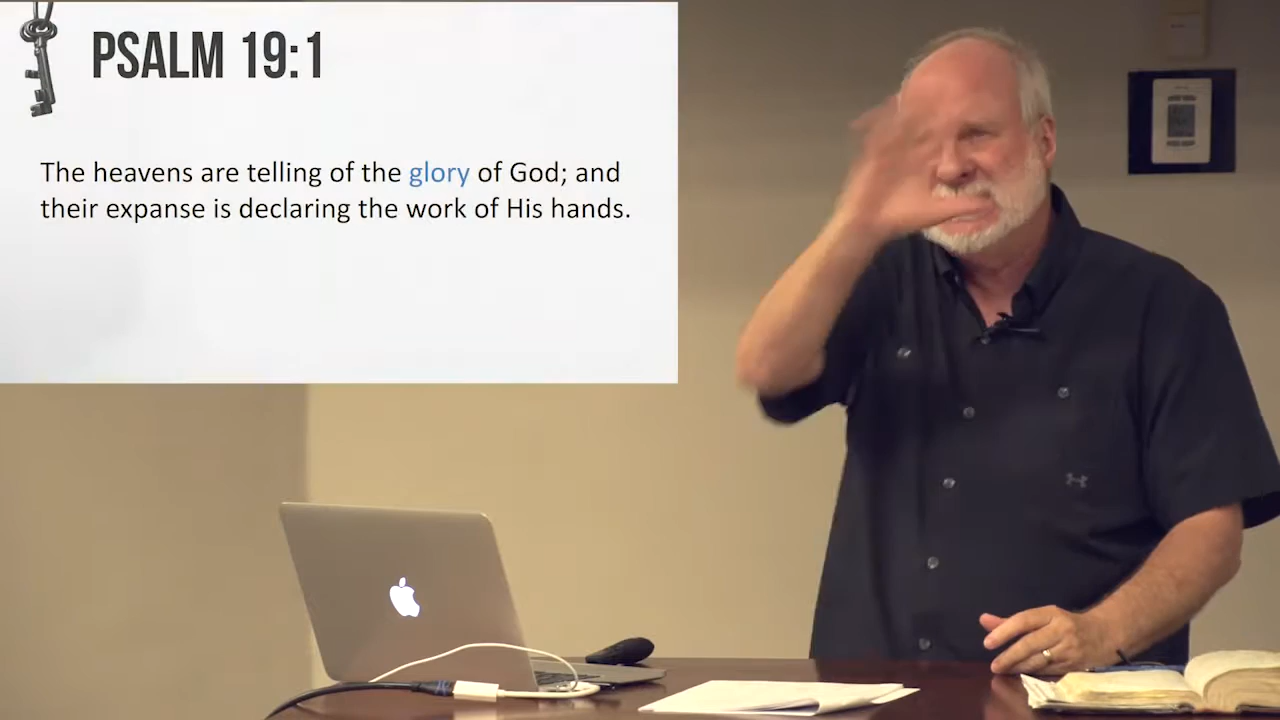 PSALM 19:1
The heavens are telling of the glory of God; and
their expanse is declaring the work of His hands.